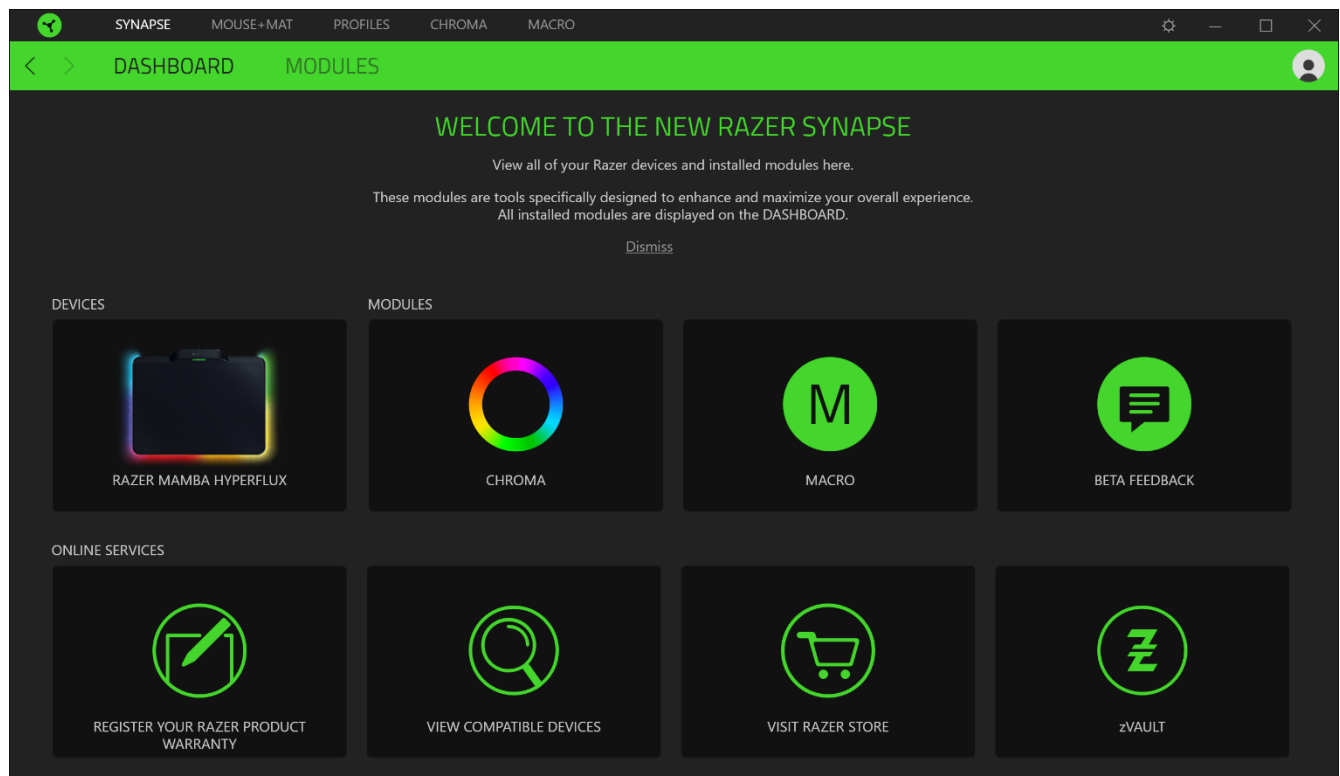 SYNAPSE MOUSE+MAT PROFILES CHROMA MACRO
DASHBOARD MODULES
WELCOME TO THE NEW RAZER SYNAPSE
View all of your Razer devices and installed modules here.
These modules are tools specifically designed to enhance and maximize your overall experience.
All installed modules are displayed on the DASHBOARD.
Dismiss
DEVICES MODULES
M
RAZER MAMBA HYPERFLUX CHROMA MACRO BETA FEEDBACK
ONLINE SERVICES
REGISTER YOUR RAZER PRODUCT VIEW COMPATIBLE DEVICES VISIT RAZER STORE zVAULT
WARRANTY